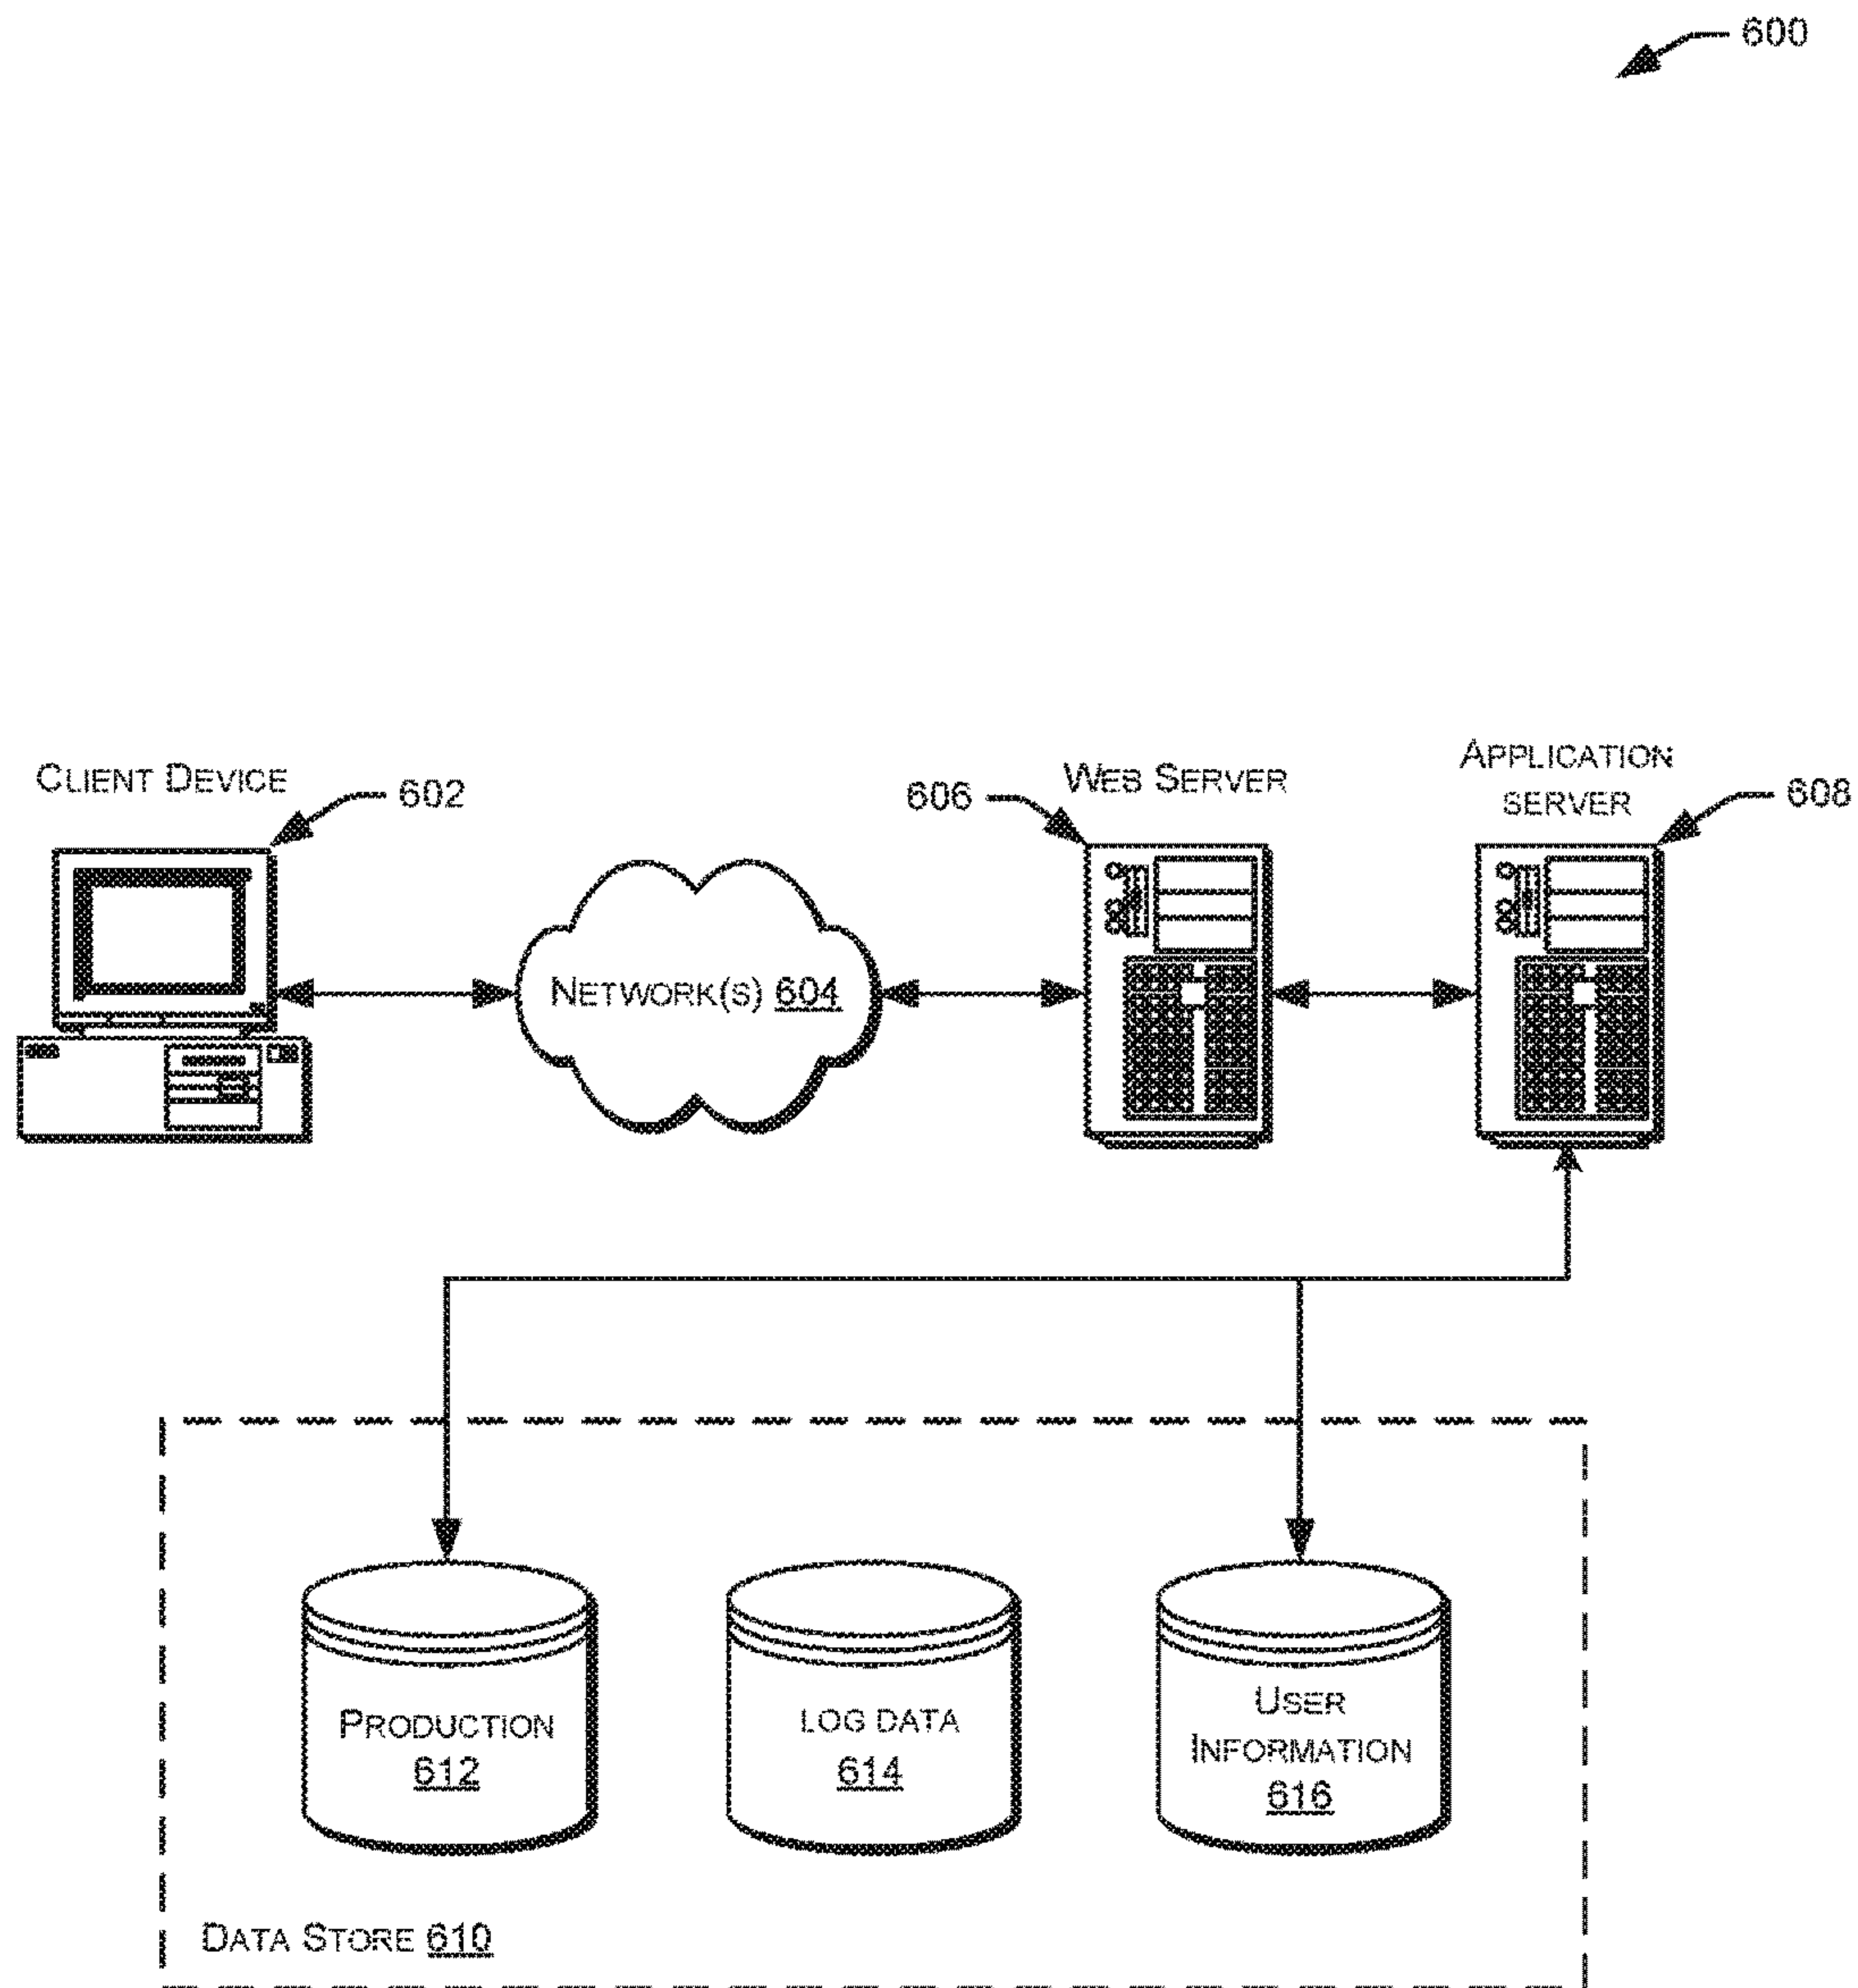 600
CLIENT DEVICE
602
606
WEB SERVER
APPLICATION
SERVER
608
NETWORK(S) 604
PRODUCTION
612
LOG DATA
614
USER
INFORMATION
616
DATA STORE 610